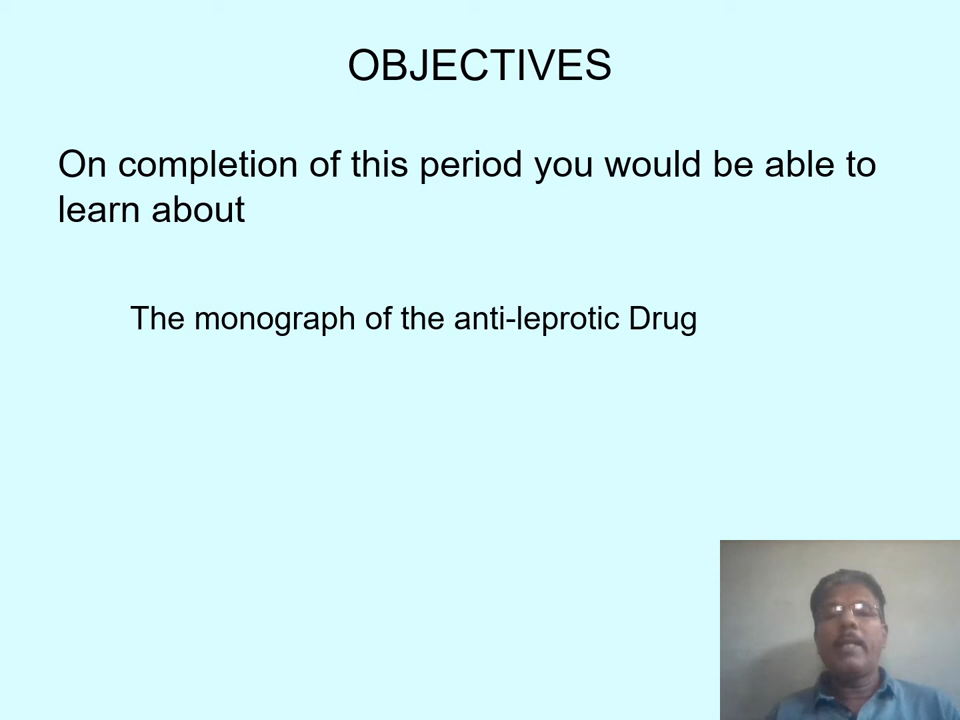 OBJECTIVES
On completion of this period you would be able to
learn about
The monograph of the anti-leprotic Drug